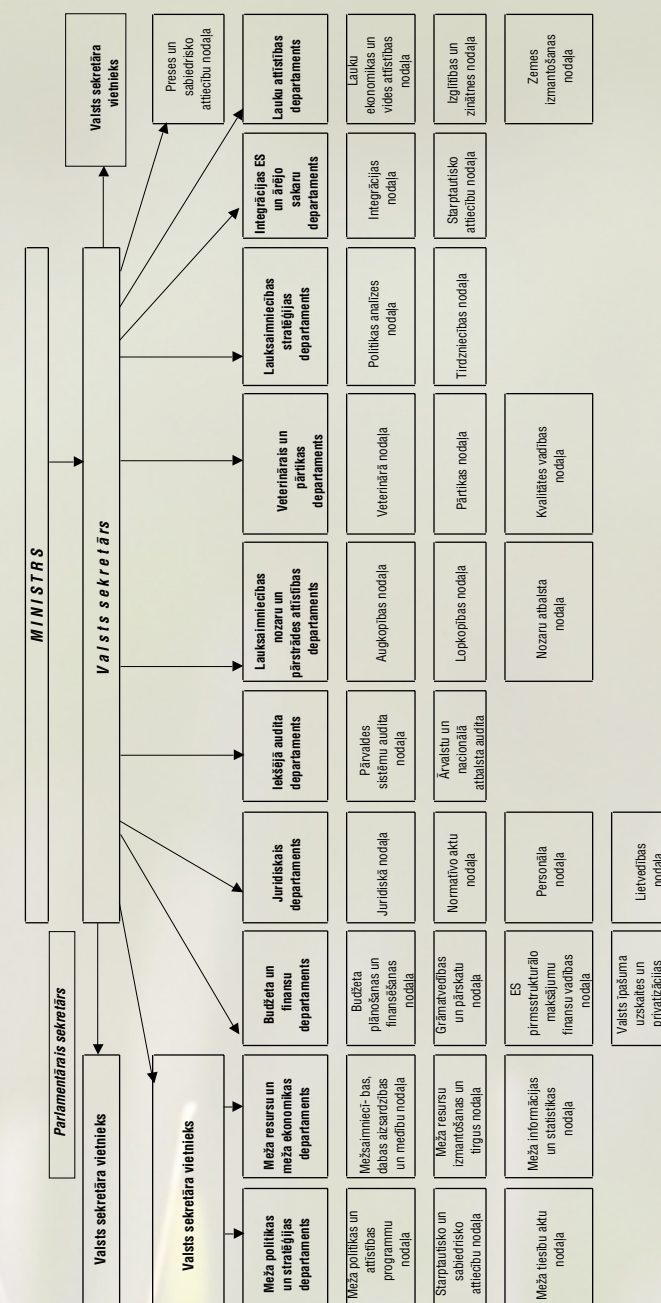 MINISTRS
Parlamentārais sekretārs
Valsts sekretārs
Valsts sekretāra vietnieks
Valsts sekretāra vietnieks
Valsts sekretāra
vietnieks
Preses un
sabiedrisko
attiecību nodaļa
Meža politikas
un stratēģijas
departaments
Meža resursu un
meža ekonomikas
departaments
Budžeta un
finansu
departaments
Juridiskais
departaments
Iekšējā audita
departaments
Lauksaimniecības
nozaru un
pārstrādes attīstības
departaments
Veterinārais un
pārtikas
departaments
Lauksaimniecības
stratēģijas
departaments
Integrācijas ES
un ārējo
sakaru
departaments
Lauku attīstības
departaments
Meža politikas un
attīstības
programmu
nodaļa
Mežsaimniecī- bas,
dabas aizsardzības
un medību nodaļa
Budžeta
plānošanas un
finansēšanas
nodaļa
Juridiskā nodaļa
Pārvaldes
sistēmu audita
nodaļa
Augkopības nodaļa
Veterinārā nodaļa
Politikas analīzes
nodaļa
Integrācijas
nodaļa
Lauku
ekonomikas un
vides attīstības
nodaļa
Starptautisko un
sabiedrisko
attiecību nodaļa
Meža resursu
izmantošanas un
tirgus nodaļa
Grāmatvedības
un pārskatu
nodaļa
Normatīvo aktu
nodaļa
Ārvalstu un
nacionālā
atbalsta audita
Lopkopības nodaļa
Pārtikas nodaļa
Tirdzniecības nodaļa
Starptautisko
attiecību nodaļa
Izglītības un
zinātnes nodaļa
Meža tiesību aktu
nodaļa
Meža informācijas
un statistikas
nodaļa
ES
pirmsstrukturālo
maksājumu
finansu vadības
nodaļa
Personāla
nodaļa
Nozaru atbalsta
nodaļa
Kvalitātes vadības
nodaļa
Zemes
izmantošanas
nodaļa
Valsts īpašuma
uzskaites un
privatizācijas
Lietvedības
nodaļa